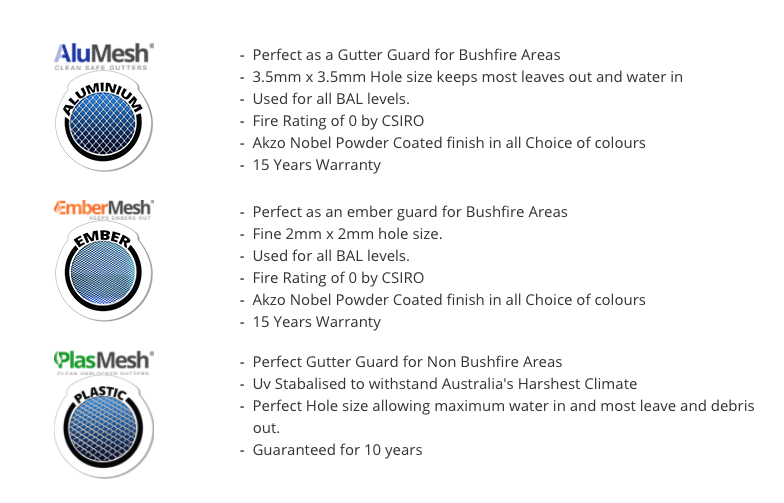 AluMesh®
CLEAN SAFE GUTTERS
ALUMINIUM
- Perfect as a Gutter Guard for Bushfire Areas
- 3.5mm x 3.5mm Hole size keeps most leaves out and water in
- Used for all BAL levels.
- Fire Rating of 0 by CSIRO
- Akzo Nobel Powder Coated finish in all Choice of colours
- 15 Years Warranty
EmberMesh®
KEEPS EMBERS OUT
EMBER
- Perfect as an ember guard for Bushfire Areas
- Fine 2mm x 2mm hole size.
- Used for all BAL levels.
- Fire Rating of 0 by CSIRO
- Akzo Nobel Powder Coated finish in all Choice of colours
- 15 Years Warranty
PlasMesh®
CLEAN UNBLOCKED GUTTERS
PLASTIC
- Perfect Gutter Guard for Non Bushfire Areas
- Uv Stabalised to withstand Australia's Harshest Climate
- Perfect Hole size allowing maximum water in and most leave and debris
out.
- Guaranteed for 10 years